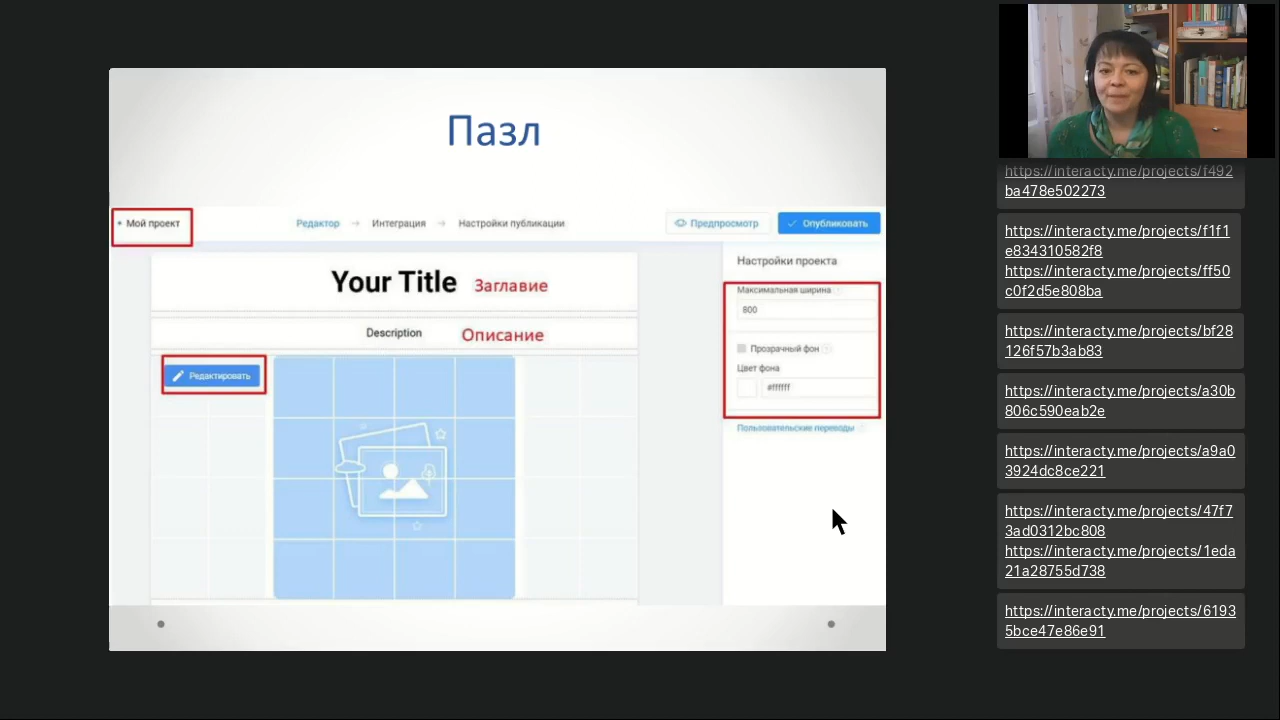 Пазл
Мой проект
Редактор → Интеграция → Настройки публикации
Предпросмотр
Опубликовать
Your Title Заглавие
Description Описание
Редактировать
Настройки проекта
Максимальная ширина
800
Прозрачный фон
Цвет фона
#ffffff
Пользовательские переводы
https://interacty.me/projects/f492
ba478e502273
https://interacty.me/projects/f1f1
e834310582f8
https://interacty.me/projects/ff50
c0f2d5e808ba
https://interacty.me/projects/bf28
126f57b3ab83
https://interacty.me/projects/a30b
806c590eab2e
https://interacty.me/projects/a9a0
3924dc8ce221
https://interacty.me/projects/47f7
3ad0312bc808
https://interacty.me/projects/1eda
21a28755d738
https://interacty.me/projects/6193
5bce47e86e91